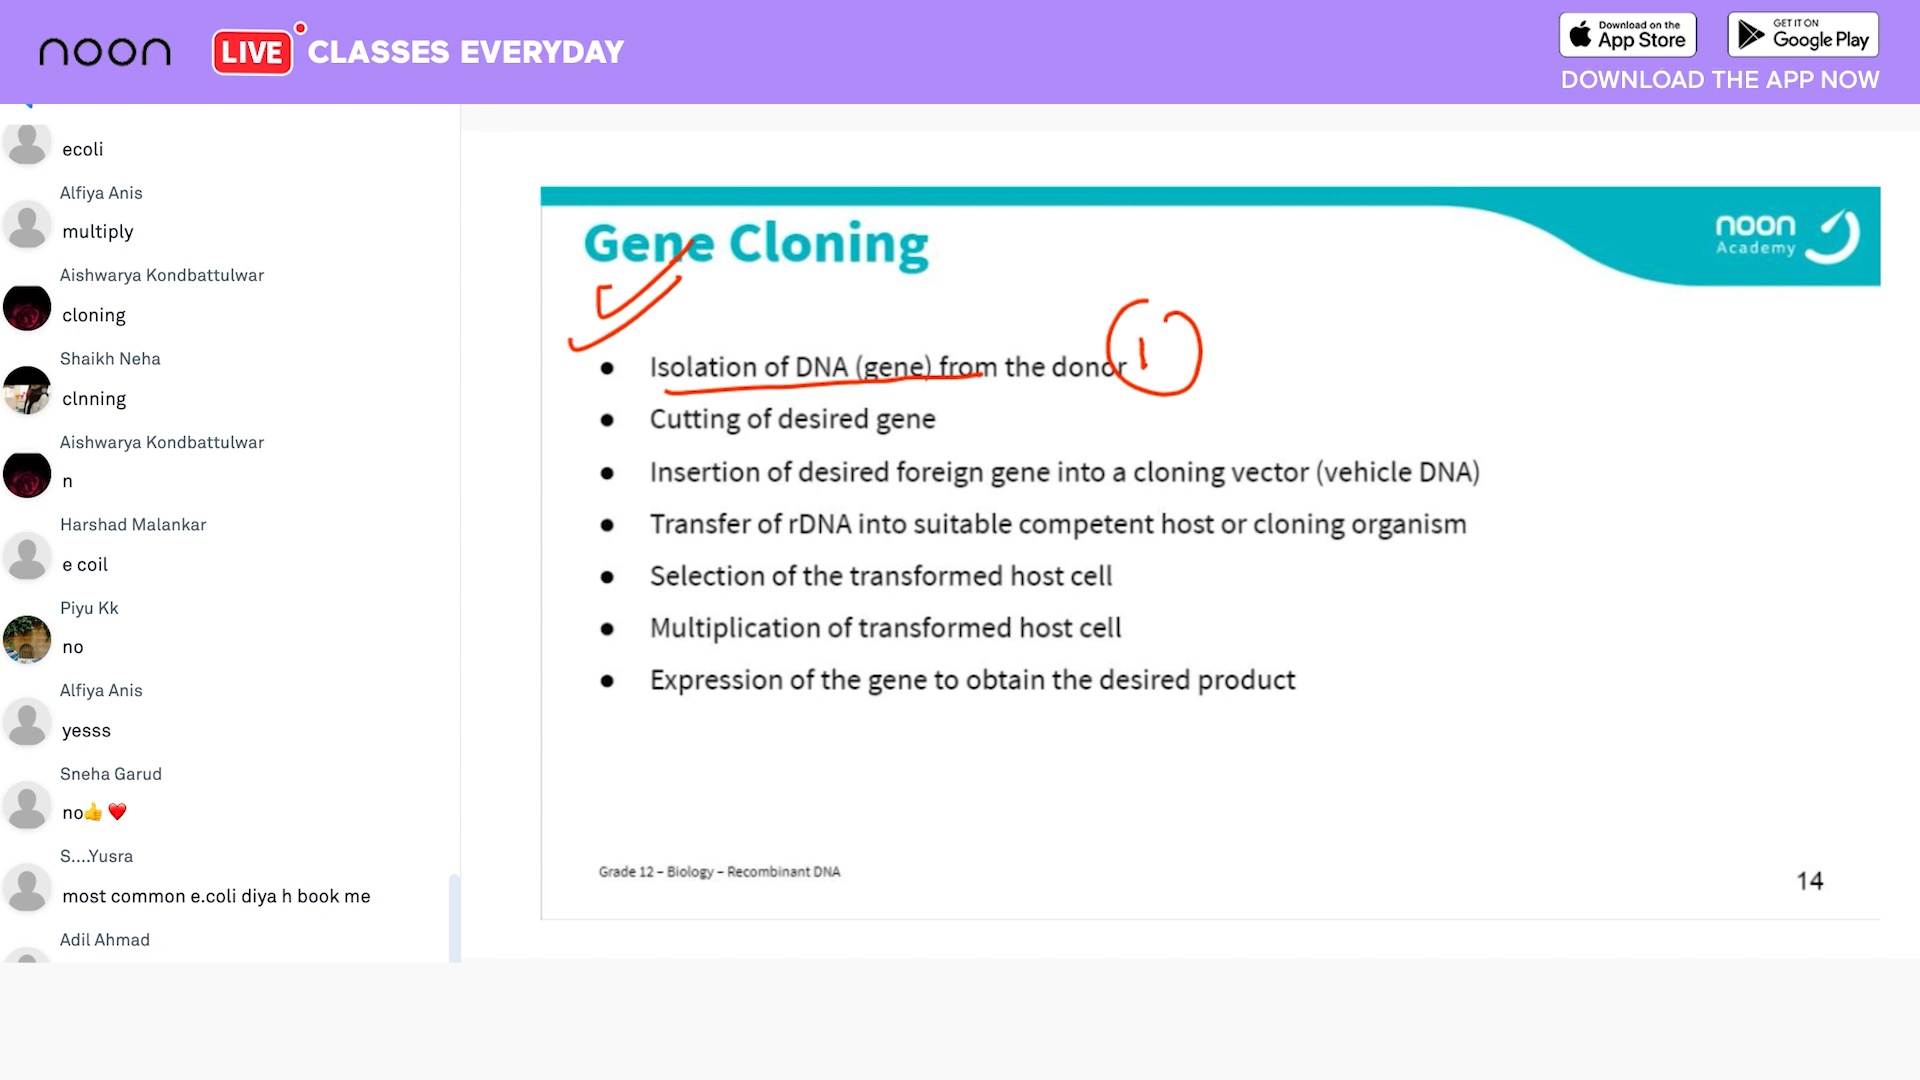 noon LIVE CLASSES EVERYDAY
Download on the
App Store
GET IT ON
Google Play
DOWNLOAD THE APP NOW
ecoli
Alfiya Anis
multiply
Aishwarya Kondbattulwar
cloning
Shaikh Neha
clnning
Aishwarya Kondbattulwar
n
Harshad Malankar
e coil
Piyu Kk
no
Alfiya Anis
yesss
Sneha Garud
no👍 ❤️
S....Yusra
most common e.coli diya h book me
Adil Ahmad
Gene Cloning
noon
Academy
1
● Isolation of DNA (gene) from the donor
● Cutting of desired gene
● Insertion of desired foreign gene into a cloning vector (vehicle DNA)
● Transfer of rDNA into suitable competent host or cloning organism
● Selection of the transformed host cell
● Multiplication of transformed host cell
● Expression of the gene to obtain the desired product
Grade 12 – Biology – Recombinant DNA
14